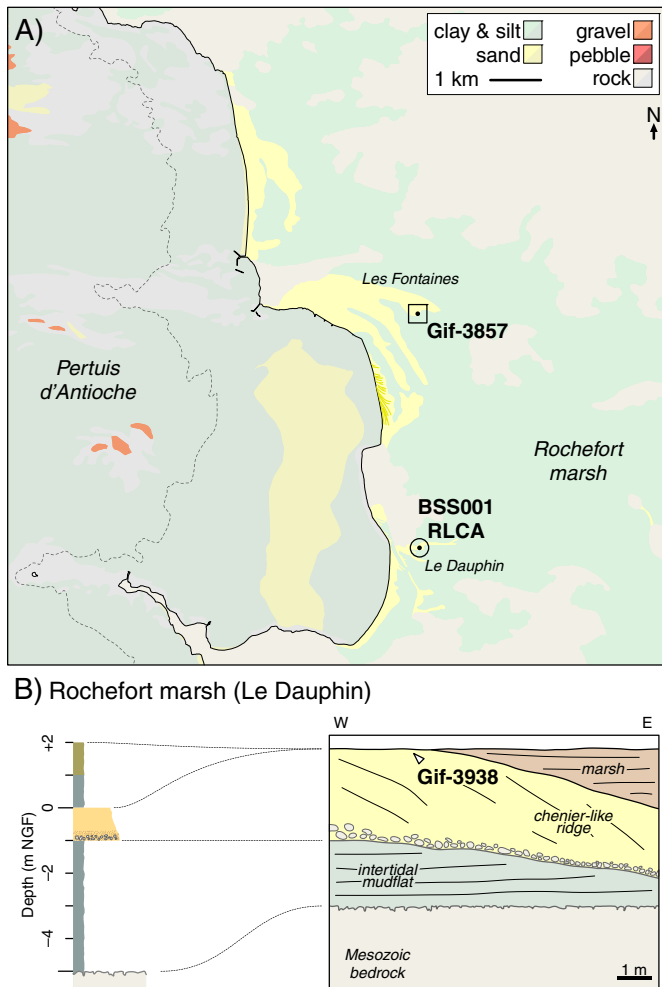 A)
clay & silt
gravel
sand
pebble
1 km
rock
N
Les Fontaines
Gif-3857
Pertuis
d'Antioche
Rochefort
marsh
BSS001
RLCA
Le Dauphin
B) Rochefort marsh (Le Dauphin)
W
E
Depth (m NGF)
+2
0
−2
−4
Gif-3938
marsh
chenier-like
ridge
intertidal
mudflat
Mesozoic
bedrock
1 m